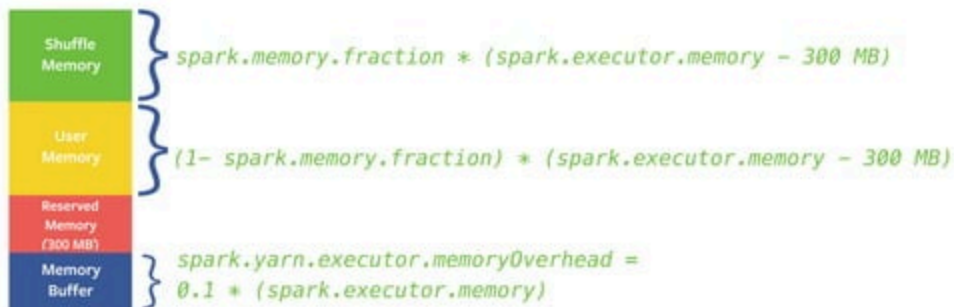 Shuffle
Memory
spark.memory.fraction * (spark.executor.memory - 300 MB)
User
Memory
(1- spark.memory.fraction) * (spark.executor.memory - 300 MB)
Reserved
Memory
(300 MB)
Memory
Buffer
spark.yarn.executor.memoryOverhead =
0.1 * (spark.executor.memory)